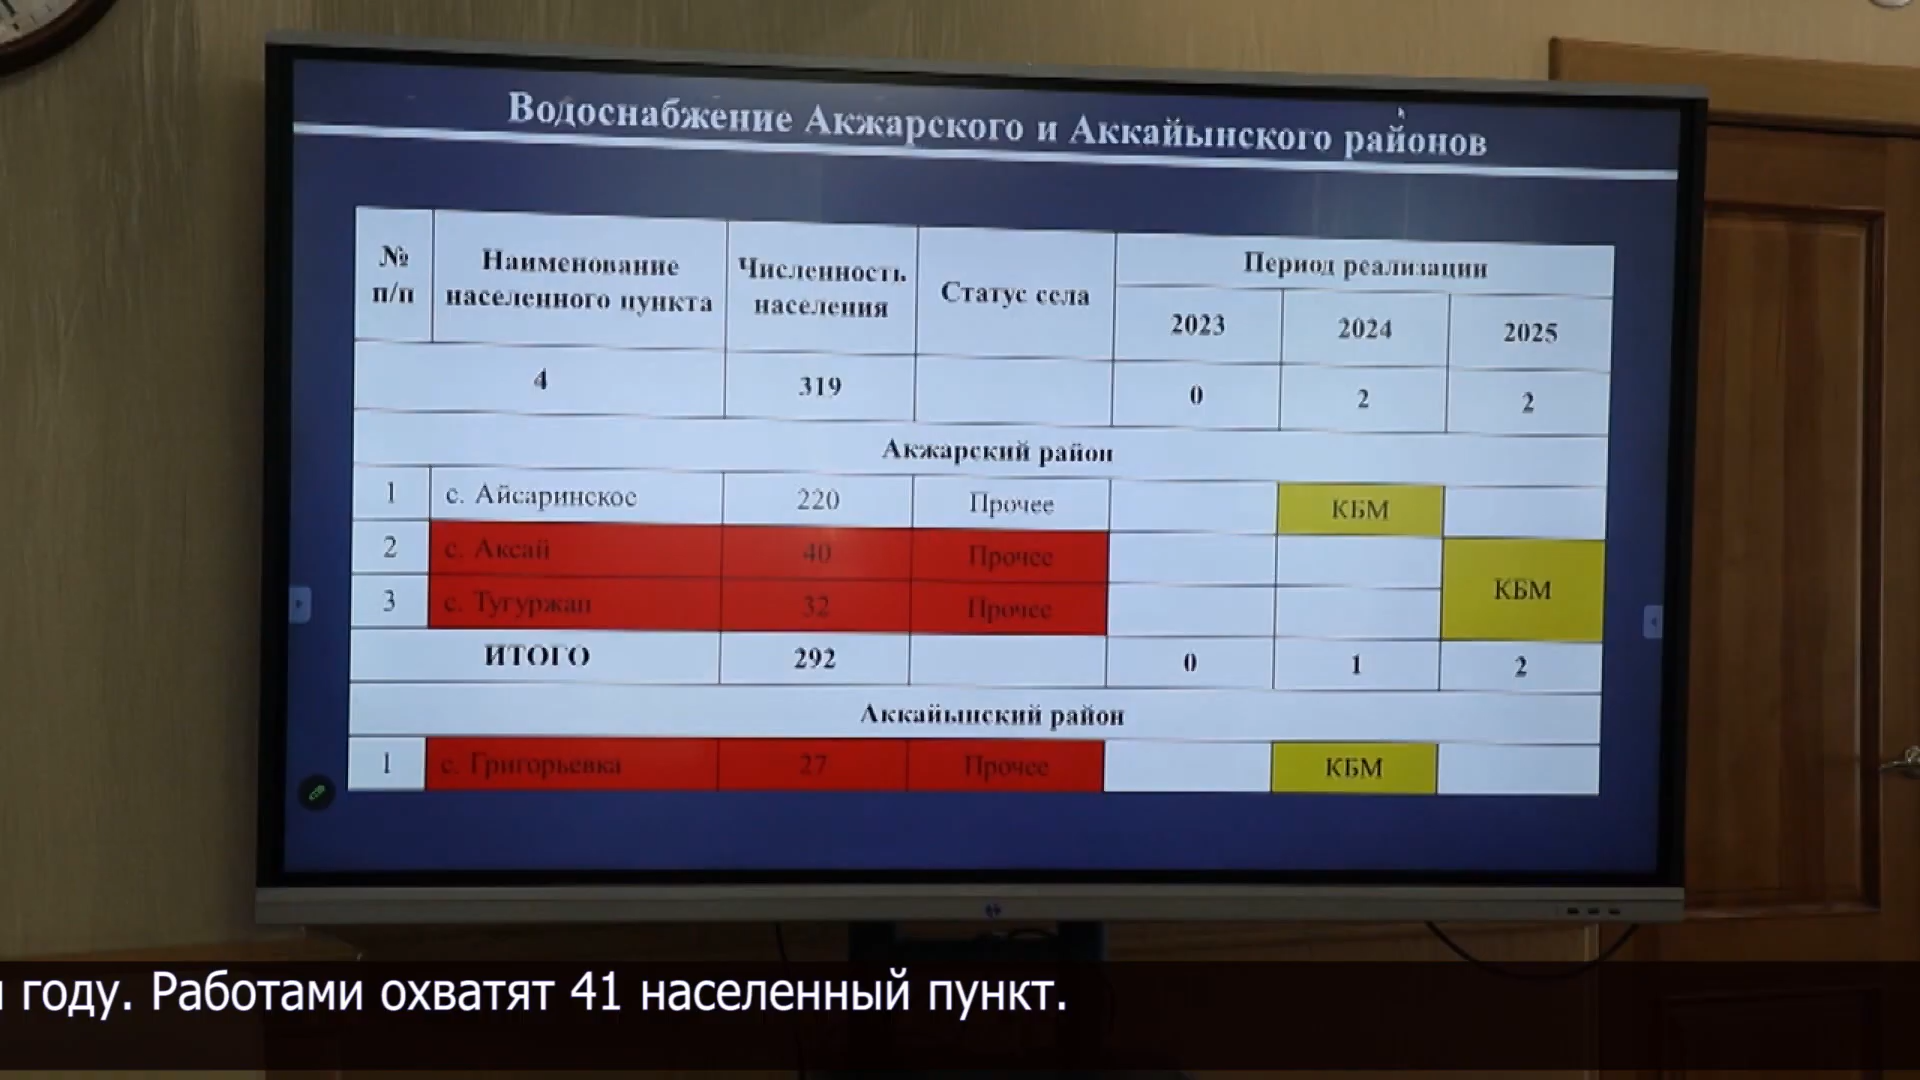 Водоснабжение Акжарского и Аккайынского районов
№ п/п
Наименование населенного пункта
Численность населения
Статус села
Период реализации
2023 2024 2025
4 319 0 2 2
Акжарский район
1 с. Айсаринское 220 Прочее КБМ
2 с. Аксай 40 Прочее КБМ
3 с. Тугуржап 32 Прочее
ИТОГО 292 0 1 2
Аккайынский район
1 с. Григорьевка 27 Прочее КБМ
году. Работами охватят 41 населенный пункт.